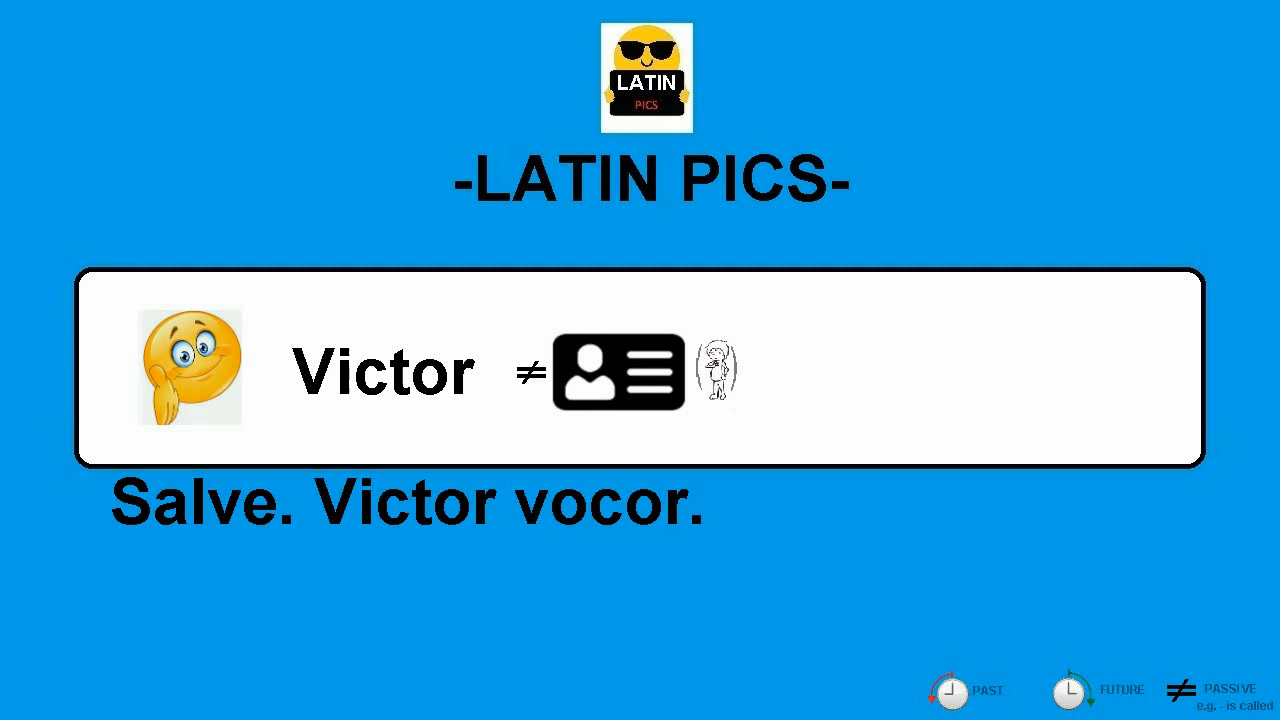 LATIN
PICS
-LATIN PICS-
Victor ≠
Salve. Victor vocor.
PAST
FUTURE
≠ PASSIVE
e.g. - is called